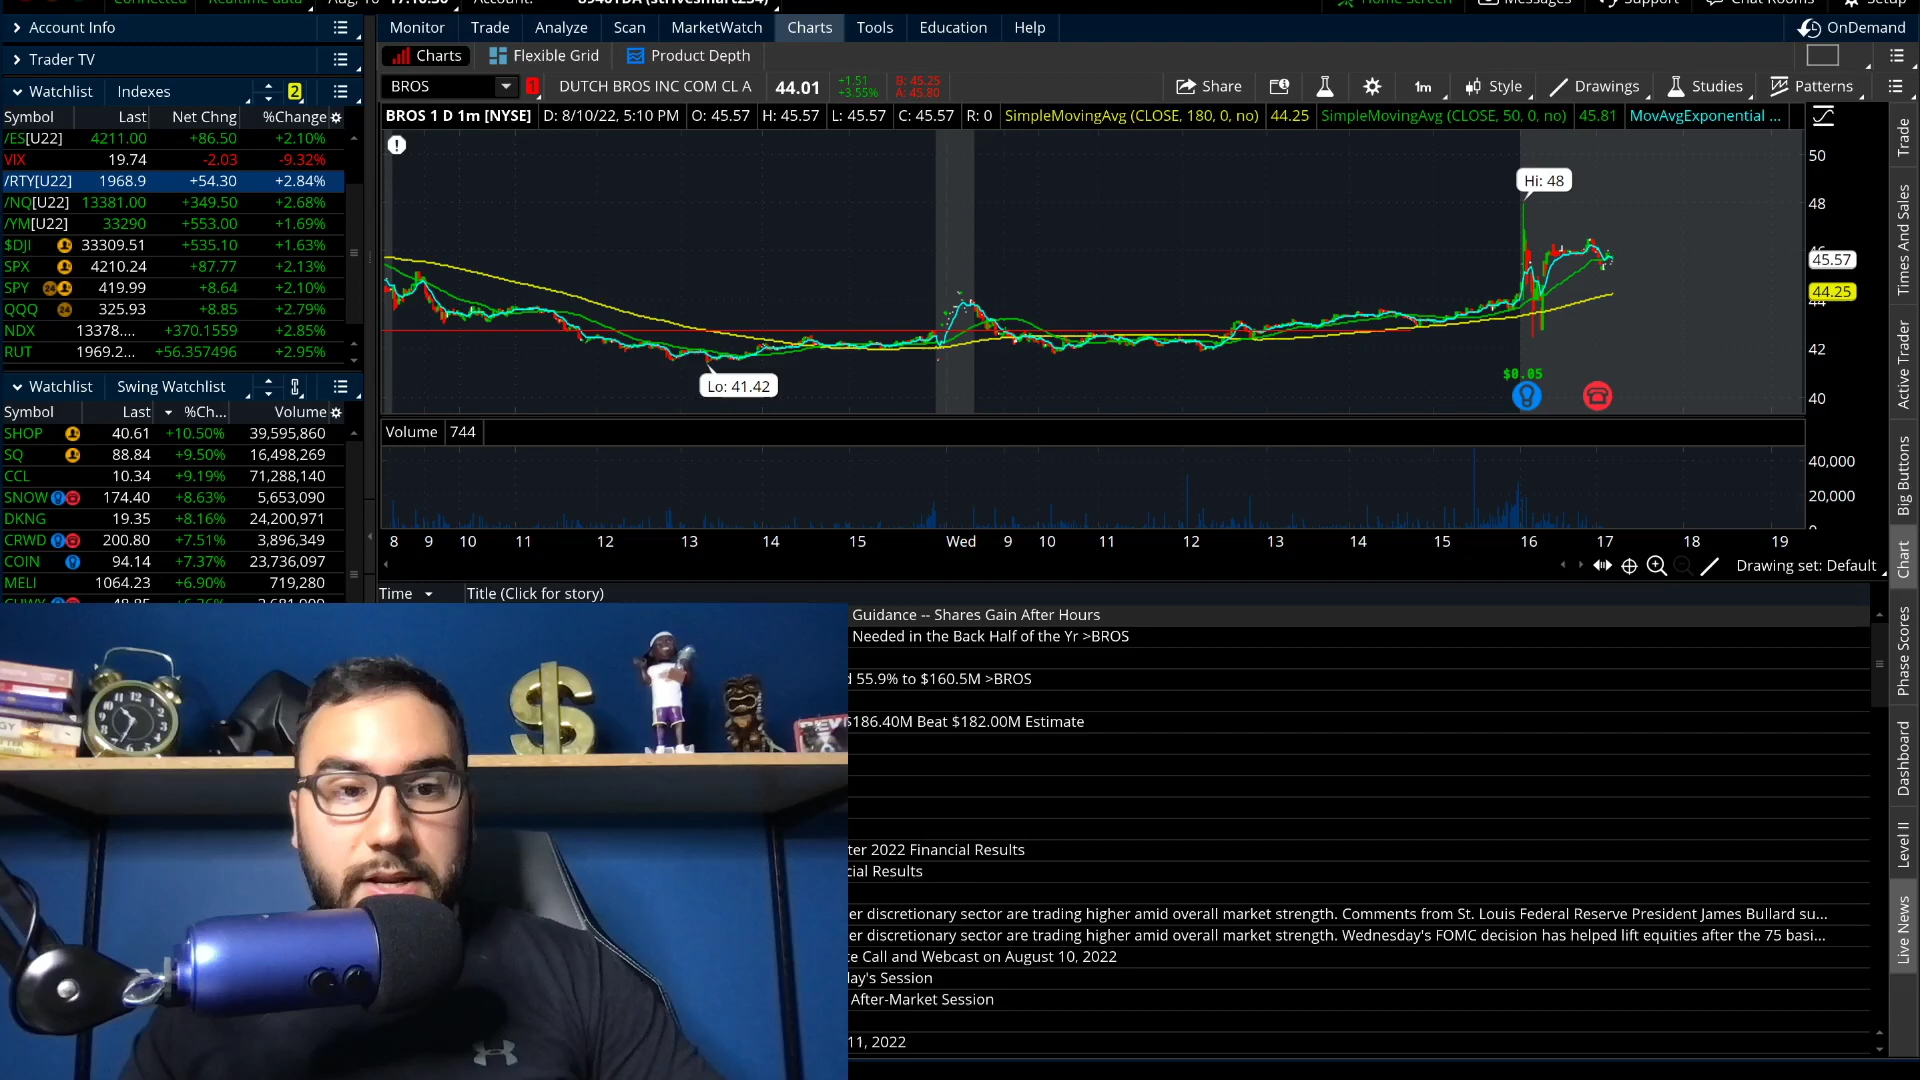 Account Info
Trader TV
Watchlist Indexes 2
Symbol Last Net Chng %Change
/ES[U22] 4211.00 +86.50 +2.10%
VIX 19.74 -2.03 -9.32%
/RTY[U22] 1968.9 +54.30 +2.84%
/NQ[U22] 13381.00 +349.50 +2.68%
/YM[U22] 33290 +553.00 +1.69%
$DJI 33309.51 +535.10 +1.63%
SPX 4210.24 +87.77 +2.13%
SPY 24 419.99 +8.64 +2.10%
QQQ 24 325.93 +8.85 +2.79%
NDX 13378.... +370.1559 +2.85%
RUT 1969.2... +56.357496 +2.95%
Watchlist Swing Watchlist
Symbol Last %Ch... Volume
SHOP 40.61 +10.50% 39,595,860
SQ 88.84 +9.50% 16,498,269
CCL 10.34 +9.19% 71,288,140
SNOW 174.40 +8.63% 5,653,090
DKNG 19.35 +8.16% 24,200,971
CRWD 200.80 +7.51% 3,896,349
COIN 94.14 +7.37% 23,736,097
MELI 1064.23 +6.90% 719,280
Monitor Trade Analyze Scan MarketWatch Charts Tools Education Help OnDemand
Charts Flexible Grid Product Depth
BROS 1 DUTCH BROS INC COM CL A 44.01 +1.51 +3.55% B: 45.25 A: 45.80 Share 1m Style Drawings Studies Patterns
BROS 1 D 1m [NYSE] D: 8/10/22, 5:10 PM O: 45.57 H: 45.57 L: 45.57 C: 45.57 R: 0 SimpleMovingAvg (CLOSE, 180, 0, no) 44.25 SimpleMovingAvg (CLOSE, 50, 0, no) 45.81 MovAvgExponential ...
50
Hi: 48
48
45.57
44.25
42
Lo: 41.42
$0.05
40
Volume 744
40,000
20,000
8 9 10 11 12 13 14 15 Wed 9 10 11 12 13 14 15 16 17 18 19
Drawing set: Default
Time Title (Click for story)
Guidance -- Shares Gain After Hours
Needed in the Back Half of the Yr >BROS
55.9% to $160.5M >BROS
$186.40M Beat $182.00M Estimate
ter 2022 Financial Results
cial Results
er discretionary sector are trading higher amid overall market strength. Comments from St. Louis Federal Reserve President James Bullard su...
er discretionary sector are trading higher amid overall market strength. Wednesday's FOMC decision has helped lift equities after the 75 basi...
ce Call and Webcast on August 10, 2022
lay's Session
After-Market Session
11, 2022
Trade
Times And Sales
Active Trader
Big Buttons
Chart
Phase Scores
Dashboard
Level II
Live News